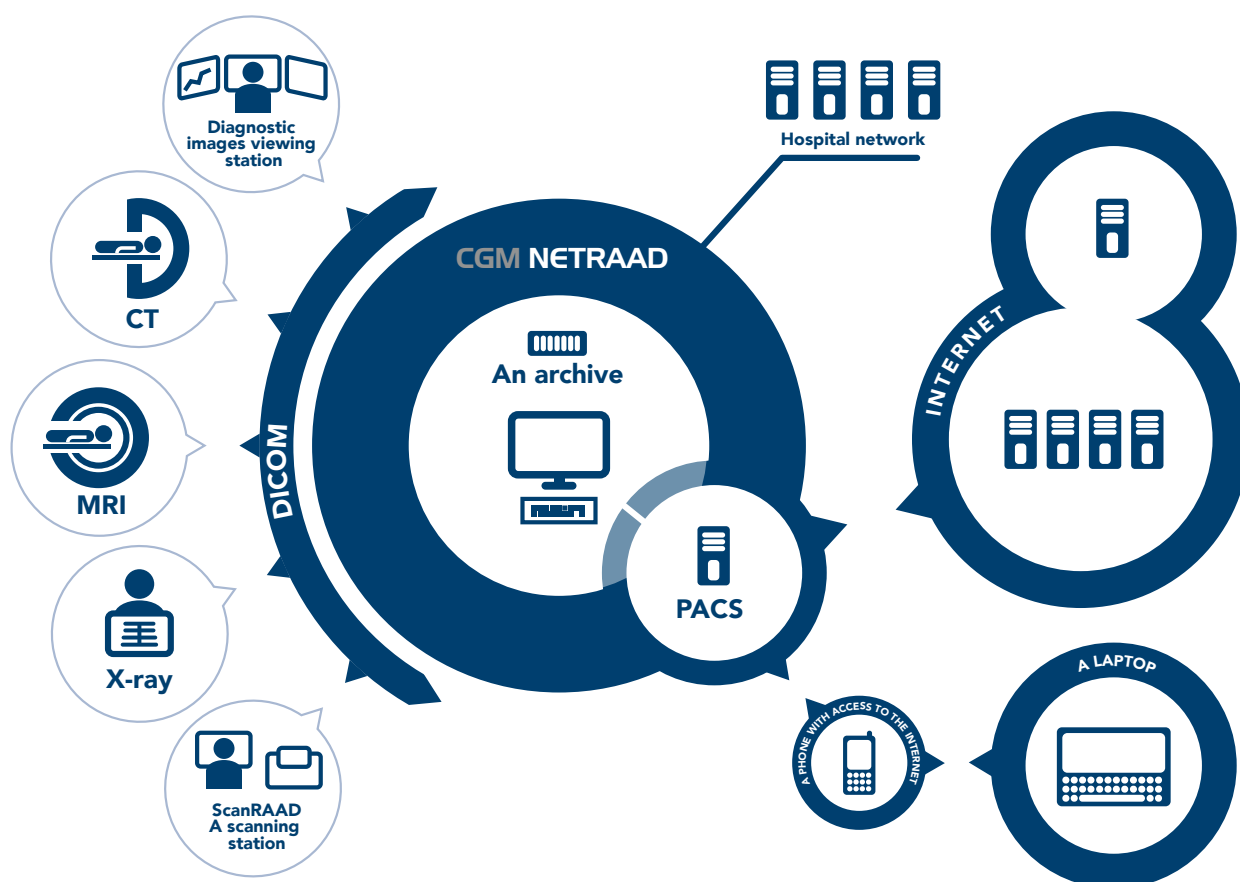 Diagnostic
images viewing
station
Hospital network
CT
CGM NETRAAD
An archive
INTERNET
MRI
DICOM
PACS
X-ray
A LAPTOP
A PHONE WITH ACCESS TO THE INTERNET
ScanRAAD
A scanning
station